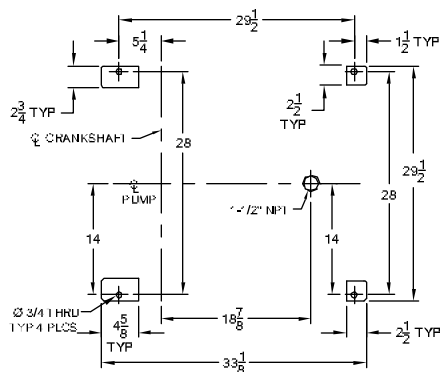 29 1/2
5 1/4
1 1/2 TYP
2 3/4 TYP
2 1/2 TYP
℄ CRANKSHAFT
28
29 1/2
28
℄ PUMP
1-1/2" NPT
14
14
Ø 3/4 THRU
TYP 4 PLCS
4 5/8 TYP
18 7/8
2 1/2 TYP
33 1/8